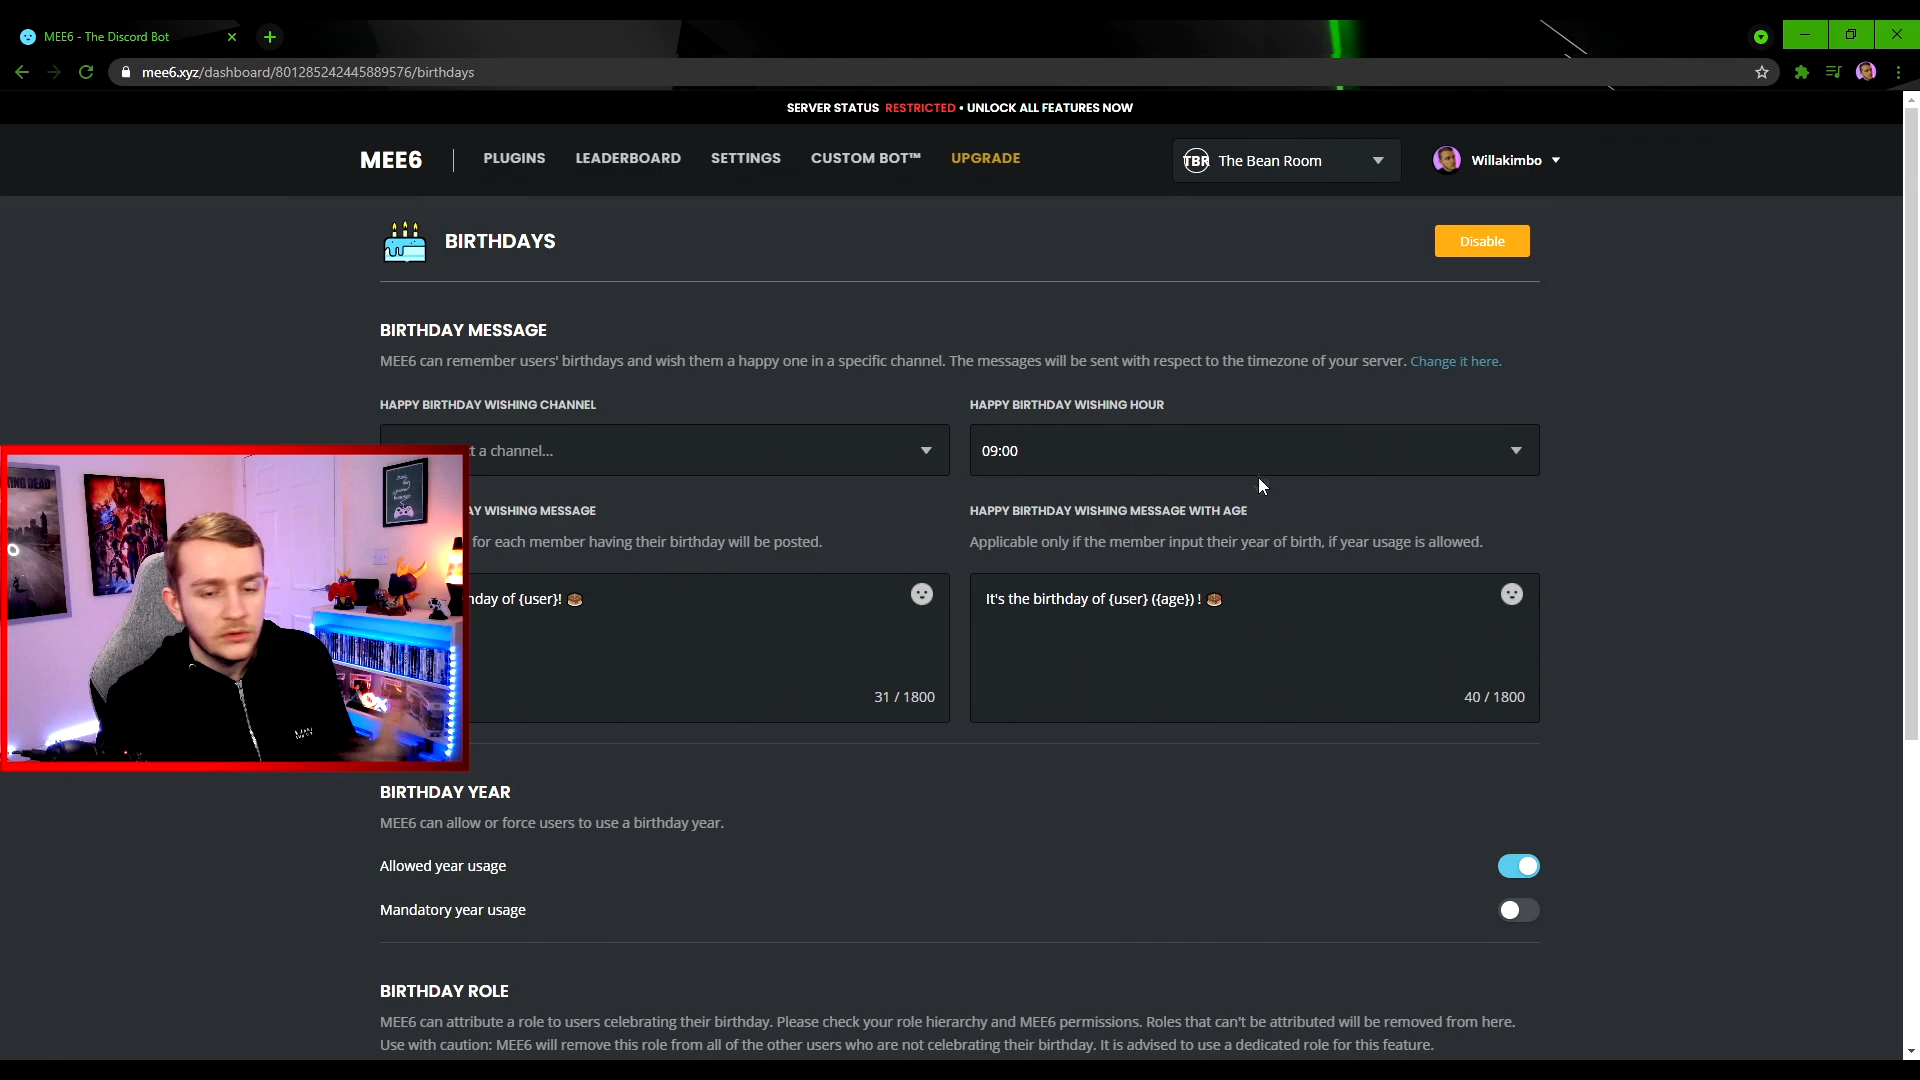 MEE6 - The Discord Bot
mee6.xyz/dashboard/801285242445889576/birthdays
SERVER STATUS RESTRICTED • UNLOCK ALL FEATURES NOW
MEE6
PLUGINS
LEADERBOARD
SETTINGS
CUSTOM BOT™
UPGRADE
TBR The Bean Room
Willakimbo
BIRTHDAYS
Disable
BIRTHDAY MESSAGE
MEE6 can remember users' birthdays and wish them a happy one in a specific channel. The messages will be sent with respect to the timezone of your server. Change it here.
HAPPY BIRTHDAY WISHING CHANNEL
HAPPY BIRTHDAY WISHING HOUR
a channel...
09:00
WISHING MESSAGE
HAPPY BIRTHDAY WISHING MESSAGE WITH AGE
for each member having their birthday will be posted.
Applicable only if the member input their year of birth, if year usage is allowed.
of {user}! 🎂
It's the birthday of {user} ({age}) ! 🎂
31 / 1800
40 / 1800
BIRTHDAY YEAR
MEE6 can allow or force users to use a birthday year.
Allowed year usage
Mandatory year usage
BIRTHDAY ROLE
MEE6 can attribute a role to users celebrating their birthday. Please check your role hierarchy and MEE6 permissions. Roles that can't be attributed will be removed from here.
Use with caution: MEE6 will remove this role from all of the other users who are not celebrating their birthday. It is advised to use a dedicated role for this feature.